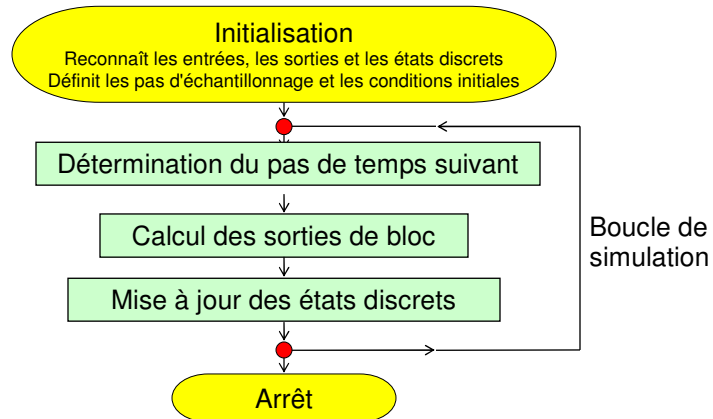 Initialisation
Reconnaît les entrées, les sorties et les états discrets
Définit les pas d'échantillonnage et les conditions initiales
Détermination du pas de temps suivant
Calcul des sorties de bloc
Mise à jour des états discrets
Boucle de
simulation
Arrêt